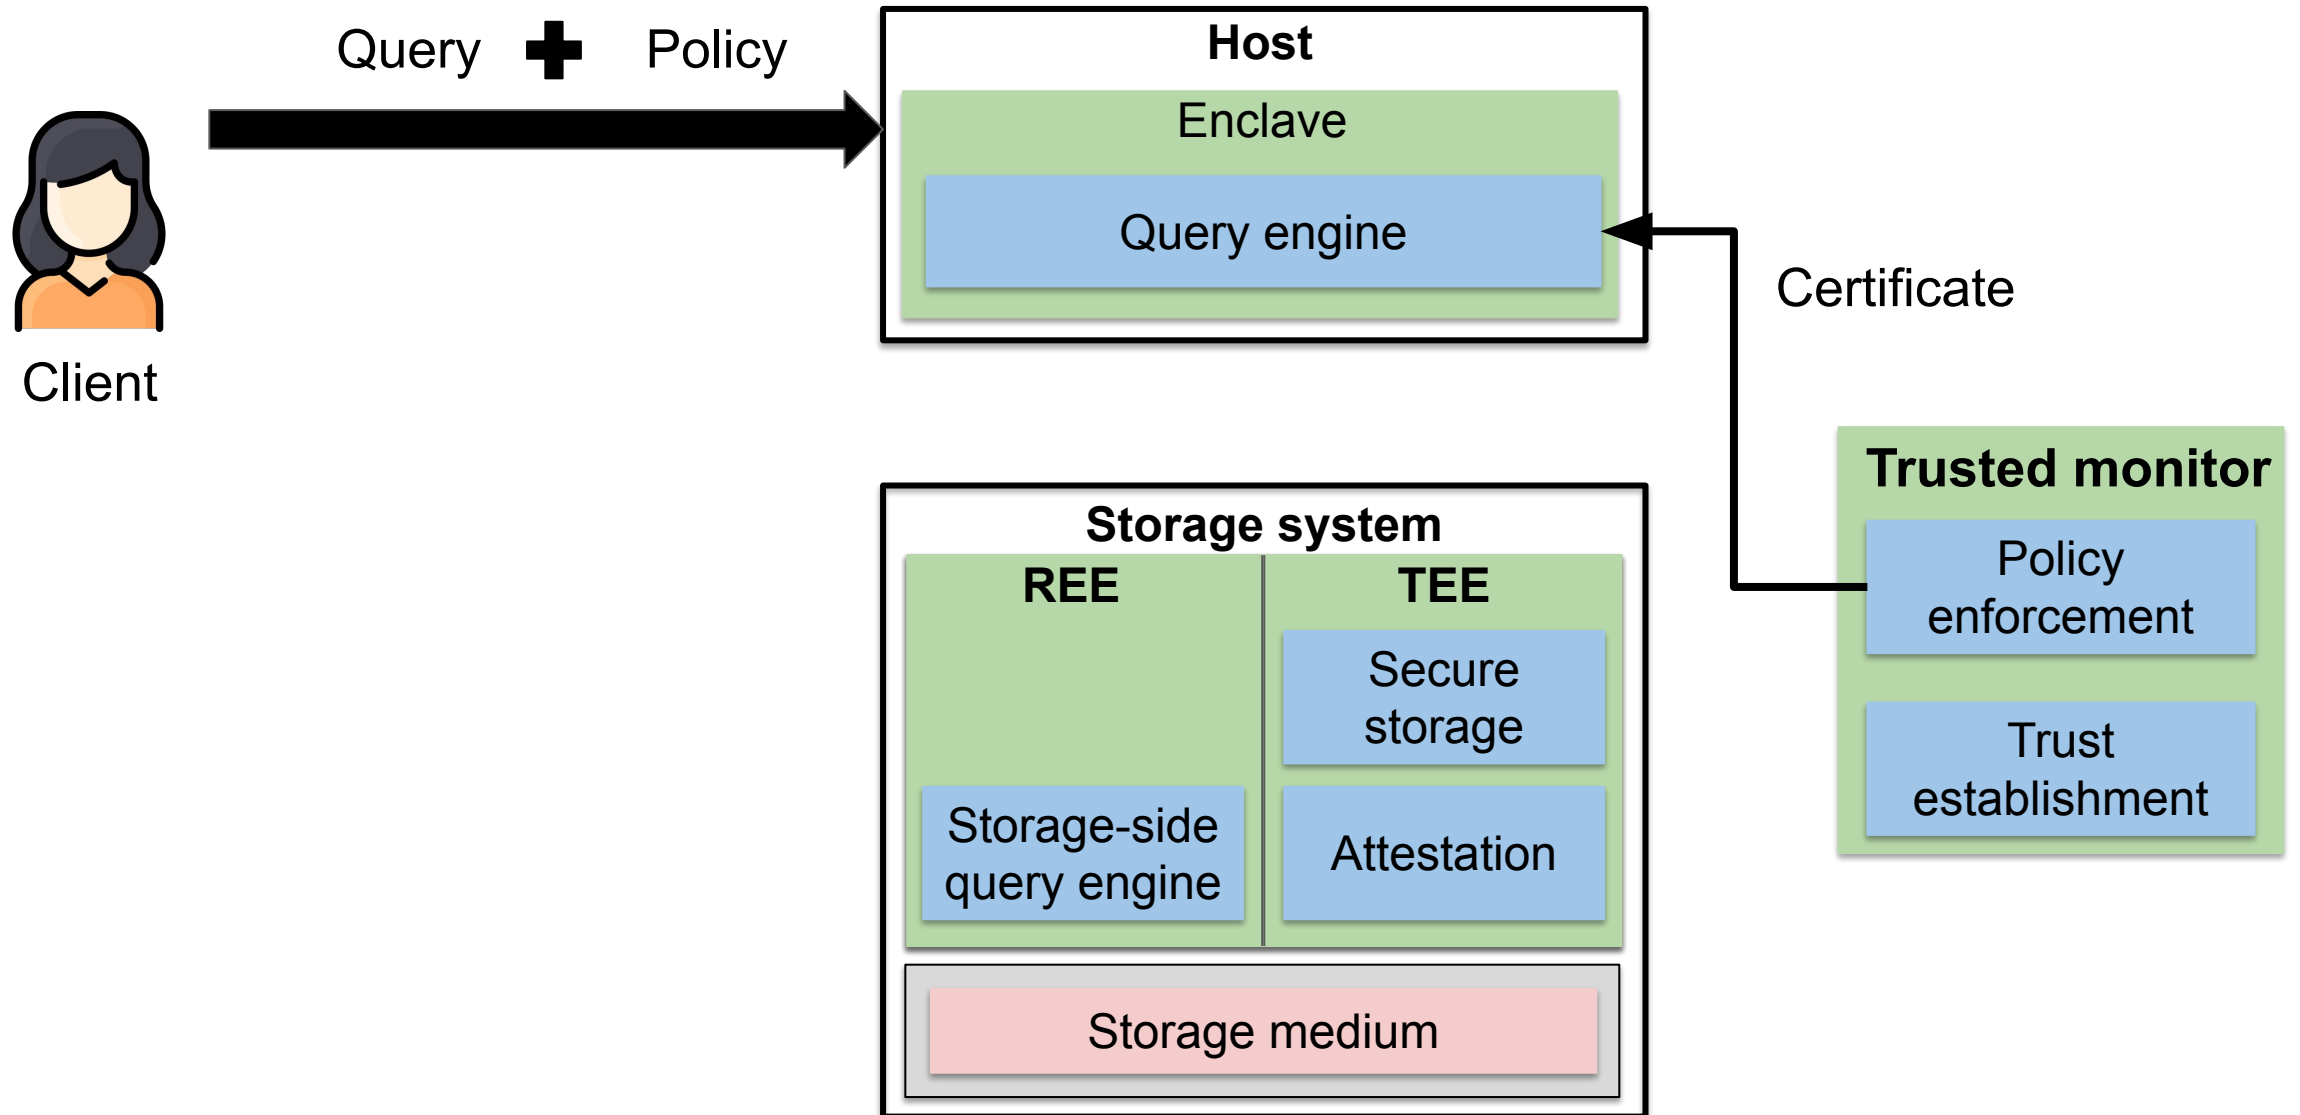 Query Policy
Client
Host
Enclave
Query engine
Certificate
Storage system
REE
Storage-side
query engine
TEE
Secure
storage
Attestation
Storage medium
Trusted monitor
Policy
enforcement
Trust
establishment